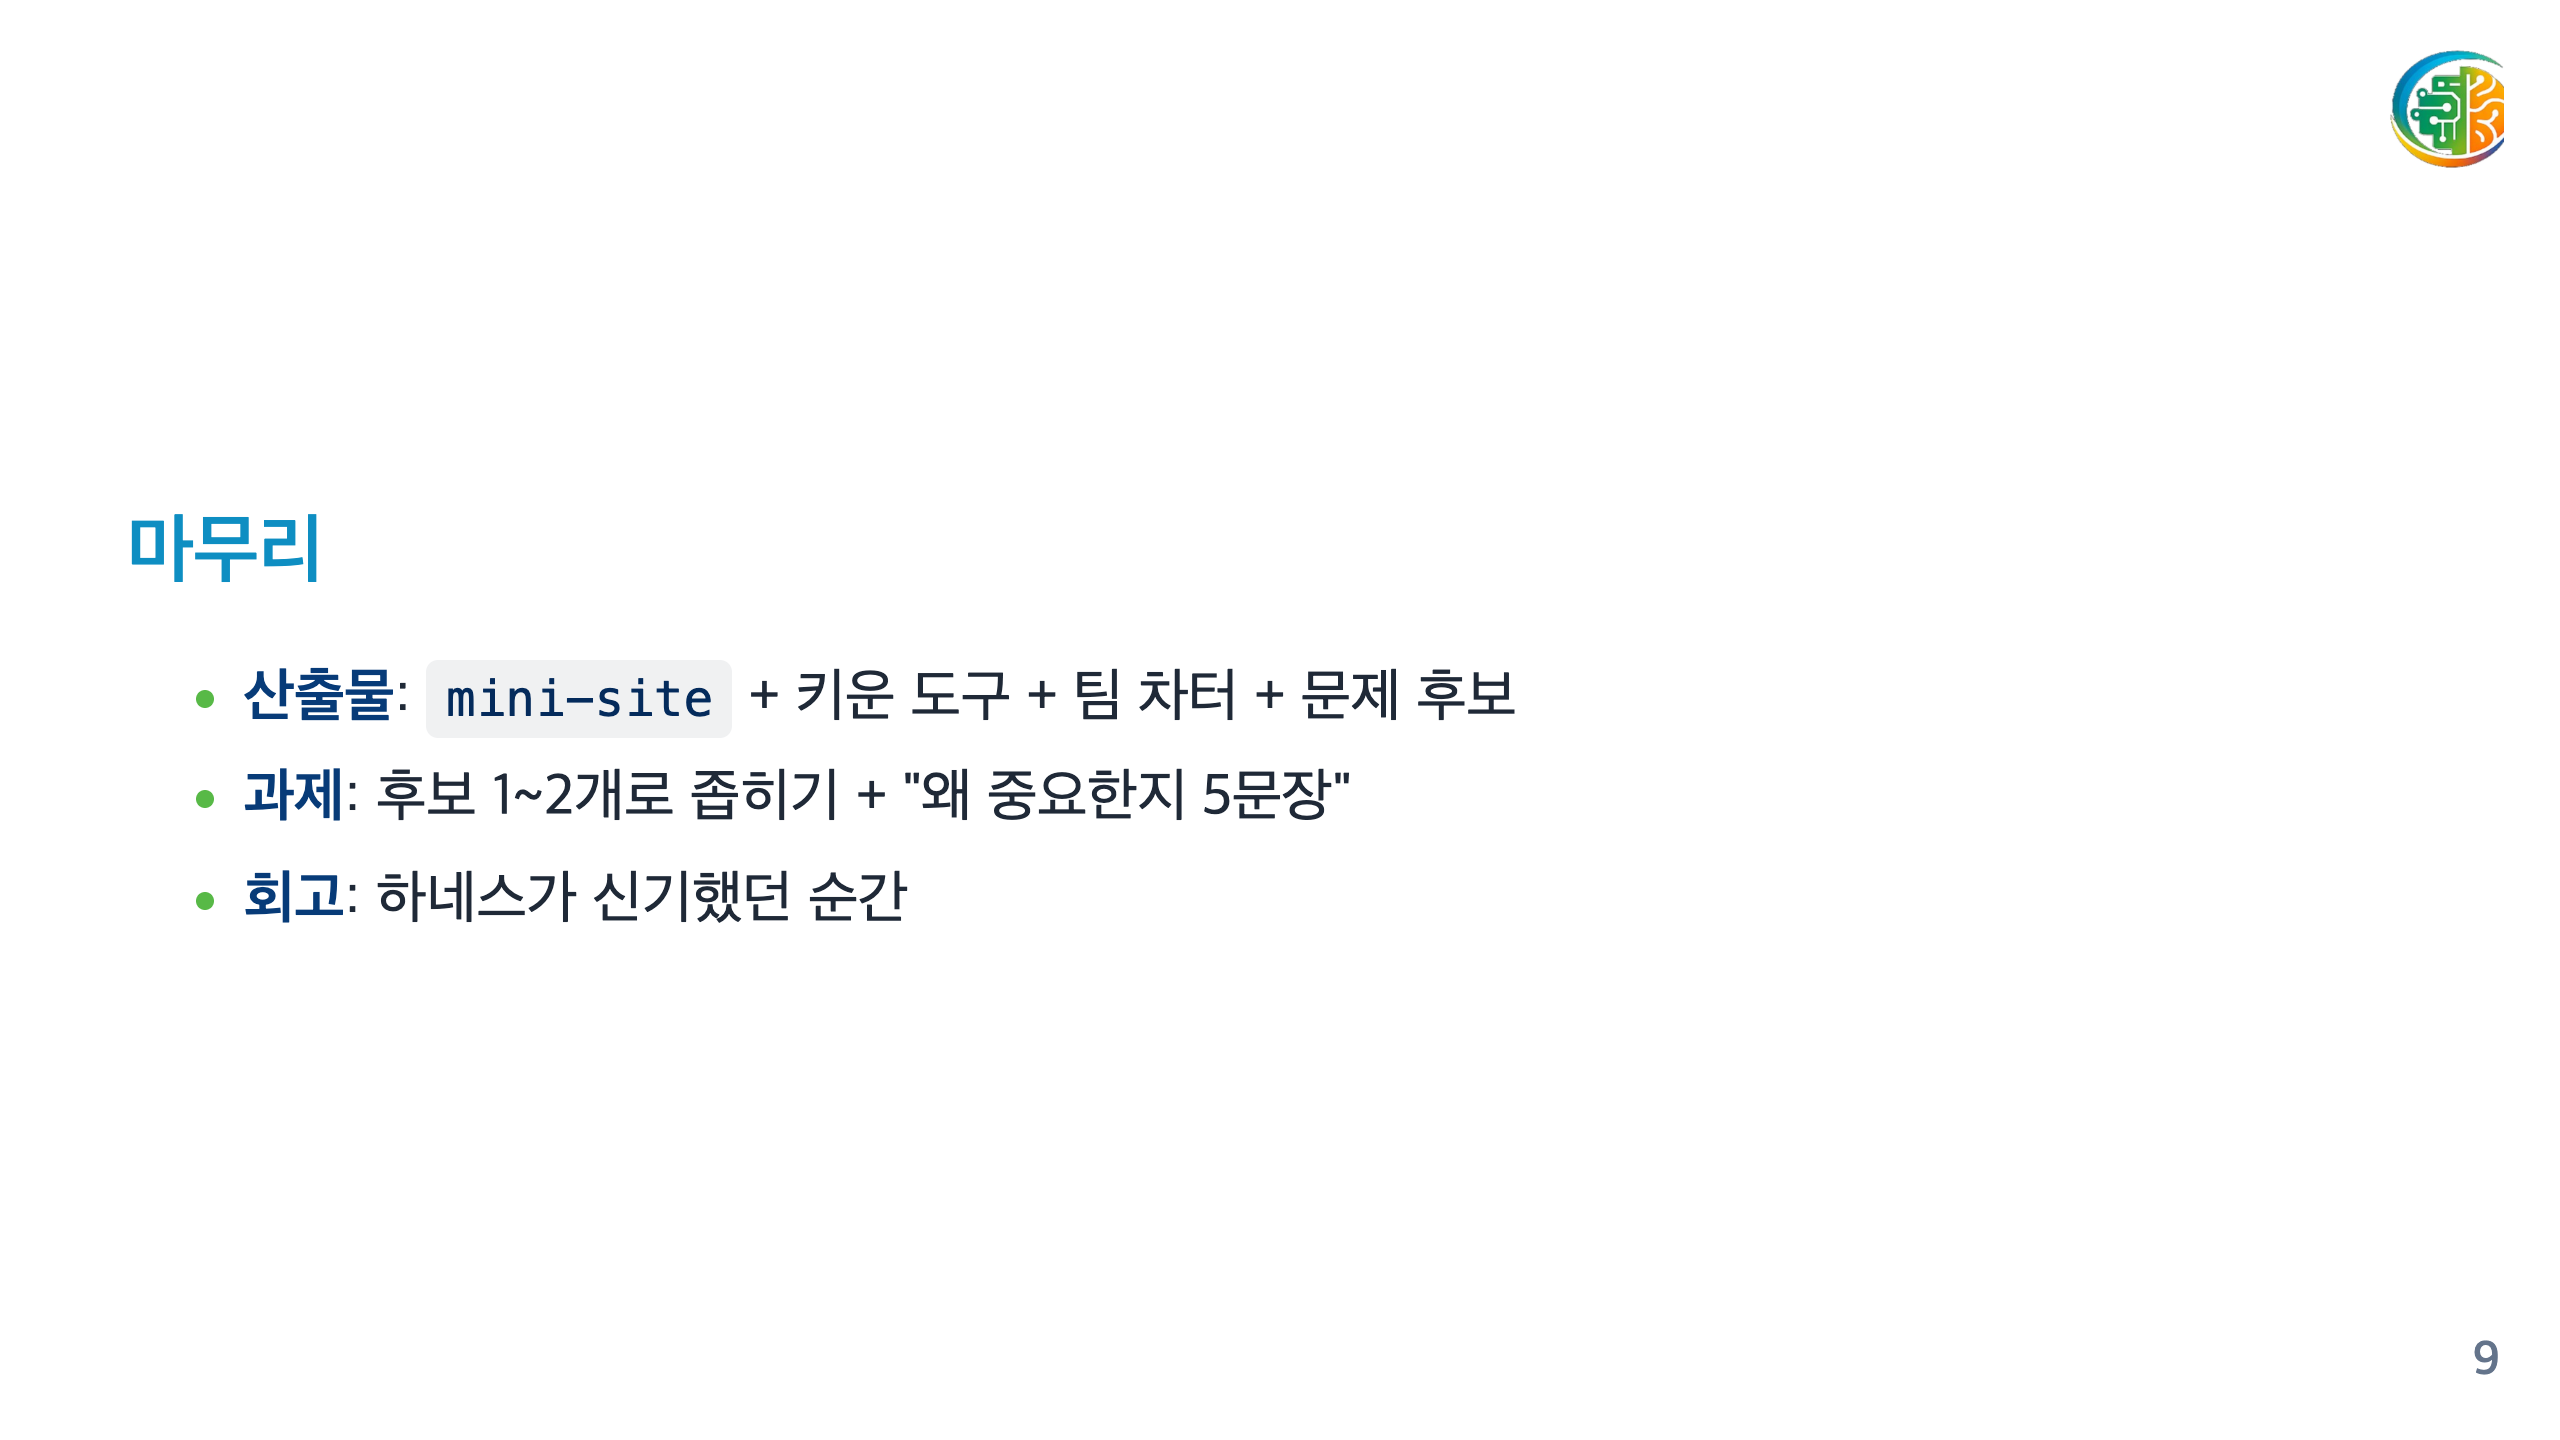 마무리
산출물: mini-site + 키운 도구 + 팀 차터 + 문제 후보
과제: 후보 1~2개로 좁히기 + "왜 중요한지 5문장"
회고: 하네스가 신기했던 순간
9